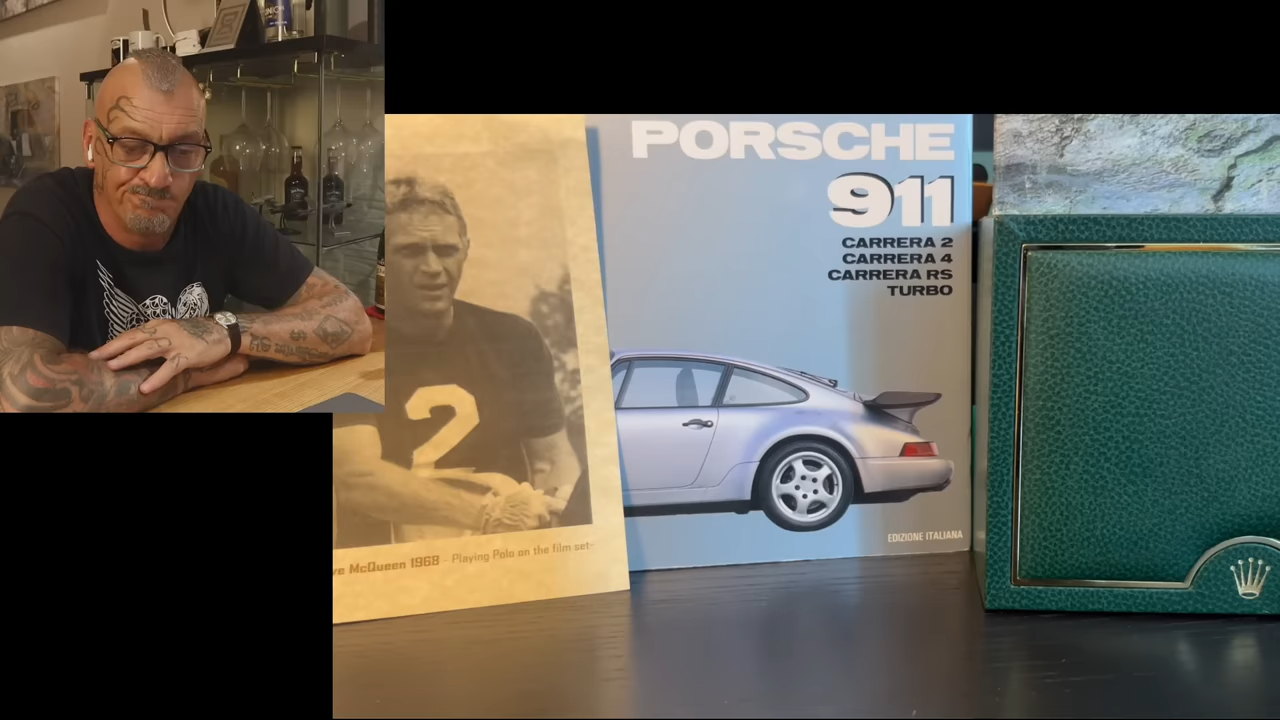 PORSCHE
911
CARRERA 2
CARRERA 4
CARRERA RS
TURBO
2
EDIZIONE ITALIANA
McQueen 1968 - Playing Polo on the film set-